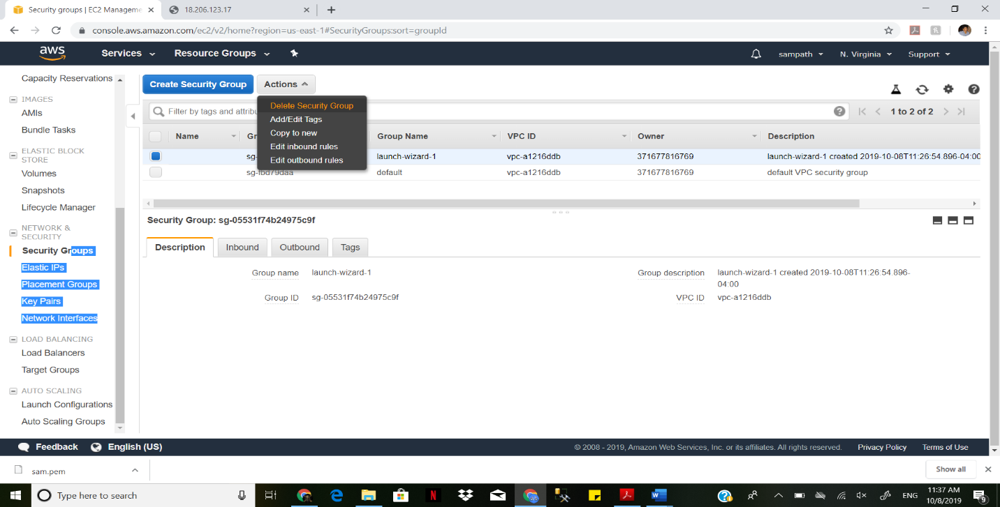 Security groups | EC2 Manageme
18.206.123.17
console.aws.amazon.com/ec2/v2/home?region=us-east-1#SecurityGroups:sort=groupId
aws
Services
Resource Groups
sampath
N. Virginia
Support
Capacity Reservations
IMAGES
AMIs
Bundle Tasks
ELASTIC BLOCK
STORE
Volumes
Snapshots
Lifecycle Manager
NETWORK &
SECURITY
Security Groups
Elastic IPs
Placement Groups
Key Pairs
Network Interfaces
LOAD BALANCING
Load Balancers
Target Groups
AUTO SCALING
Launch Configurations
Auto Scaling Groups
Create Security Group
Actions
Delete Security Group
Add/Edit Tags
Copy to new
Edit inbound rules
Edit outbound rules
Filter by tags and attribu
1 to 2 of 2
Name
Gr
Group Name
VPC ID
Owner
Description
sg-
launch-wizard-1
vpc-a1216ddb
371677816769
launch-wizard-1 created 2019-10-08T11:26:54.896-04:00
sg-fbd79daa
default
vpc-a1216ddb
371677816769
default VPC security group
Security Group: sg-05531f74b24975c9f
Description
Inbound
Outbound
Tags
Group name
launch-wizard-1
Group description
launch-wizard-1 created 2019-10-08T11:26:54.896-
04:00
Group ID
sg-05531f74b24975c9f
VPC ID
vpc-a1216ddb
Feedback
English (US)
© 2008 - 2019, Amazon Web Services, Inc. or its affiliates. All rights reserved.
Privacy Policy
Terms of Use
sam.pem
Show all
Type here to search
ENG
11:37 AM
10/8/2019
9